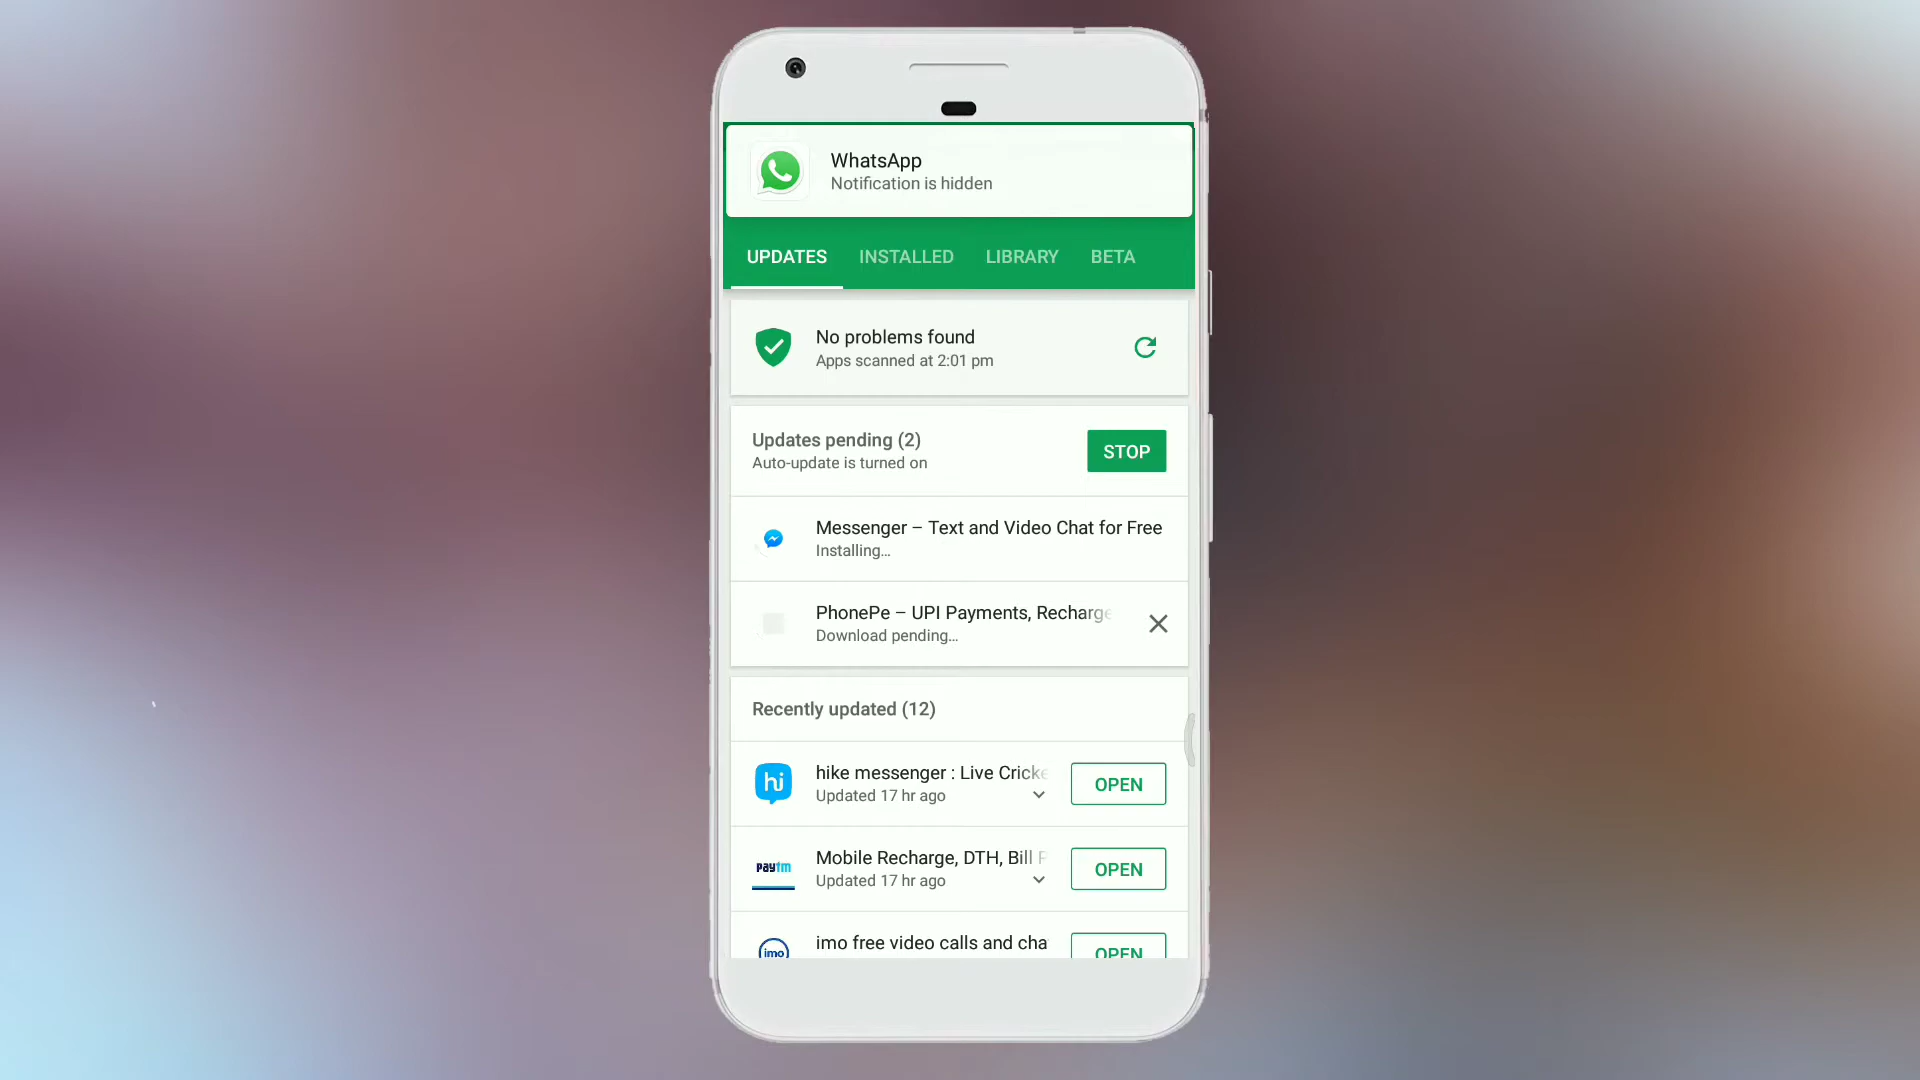 WhatsApp
Notification is hidden
UPDATES INSTALLED LIBRARY BETA
No problems found
Apps scanned at 2:01 pm
Updates pending (2)
Auto-update is turned on
STOP
Messenger – Text and Video Chat for Free
Installing...
PhonePe – UPI Payments, Recharge
Download pending...
Recently updated (12)
hi
hike messenger : Live Cricke
Updated 17 hr ago
OPEN
paytm
Mobile Recharge, DTH, Bill P
Updated 17 hr ago
OPEN
imo
imo free video calls and cha
OPEN